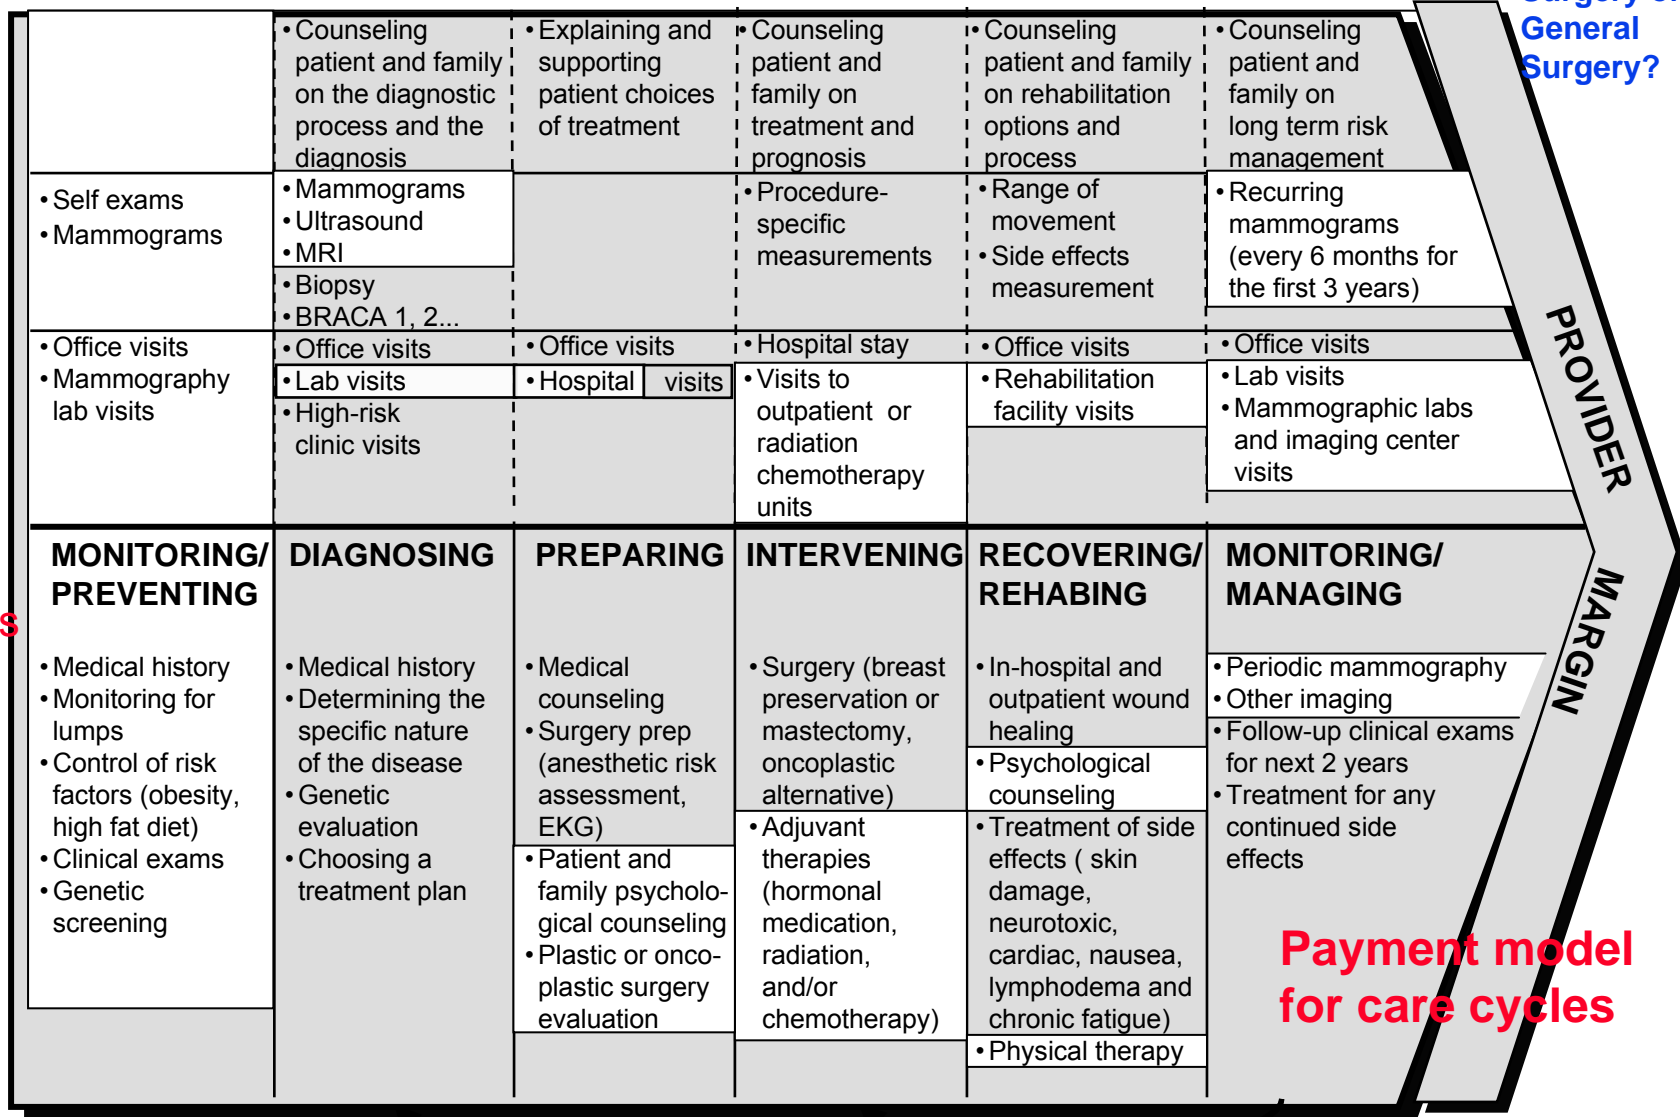 General
Surgery?
• Counseling
patient and family
on the diagnostic
process and the
diagnosis
• Explaining and
supporting
patient choices
of treatment
• Counseling
patient and
family on
treatment and
prognosis
• Counseling
patient and family
on rehabilitation
options and
process
• Counseling
patient and
family on
long term risk
management
• Self exams
• Mammograms
• Mammograms
• Ultrasound
• MRI
• Biopsy
• BRACA 1, 2...
• Procedure-
specific
measurements
• Range of
movement
• Side effects
measurement
• Recurring
mammograms
(every 6 months for
the first 3 years)
• Office visits
• Mammography
lab visits
• Office visits
• Lab visits
• High-risk
clinic visits
• Office visits
• Hospital visits
• Hospital stay
• Visits to
outpatient or
radiation
chemotherapy
units
• Office visits
• Rehabilitation
facility visits
• Office visits
• Lab visits
• Mammographic labs
and imaging center
visits
PROVIDER
MARGIN
MONITORING/
PREVENTING
• Medical history
• Monitoring for
lumps
• Control of risk
factors (obesity,
high fat diet)
• Clinical exams
• Genetic
screening
DIAGNOSING
• Medical history
• Determining the
specific nature
of the disease
• Genetic
evaluation
• Choosing a
treatment plan
PREPARING
• Medical
counseling
• Surgery prep
(anesthetic risk
assessment,
EKG)
• Patient and
family psycholo-
gical counseling
• Plastic or onco-
plastic surgery
evaluation
INTERVENING
• Surgery (breast
preservation or
mastectomy,
oncoplastic
alternative)
• Adjuvant
therapies
(hormonal
medication,
radiation,
and/or
chemotherapy)
RECOVERING/
REHABING
• In-hospital and
outpatient wound
healing
• Psychological
counseling
• Treatment of side
effects ( skin
damage,
neurotoxic,
cardiac, nausea,
lymphodema and
chronic fatigue)
• Physical therapy
MONITORING/
MANAGING
• Periodic mammography
• Other imaging
• Follow-up clinical exams
for next 2 years
• Treatment for any
continued side
effects
Payment model
for care cycles